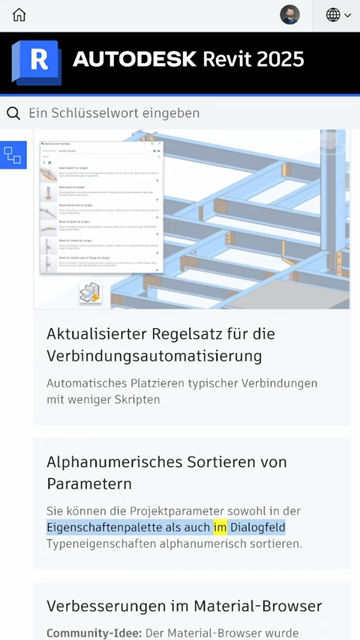 R
AUTODESK Revit 2025
Ein Schlüsselwort eingeben
Aktualisierter Regelsatz für die
Verbindungsautomatisierung
Automatisches Platzieren typischer Verbindungen
mit weniger Skripten
Alphanumerisches Sortieren von
Parametern
Sie können die Projektparameter sowohl in der
Eigenschaftenpalette als auch im Dialogfeld
Typeneigenschaften alphanumerisch sortieren.
Verbesserungen im Material-Browser
Community-Idee: Der Material-Browser wurde